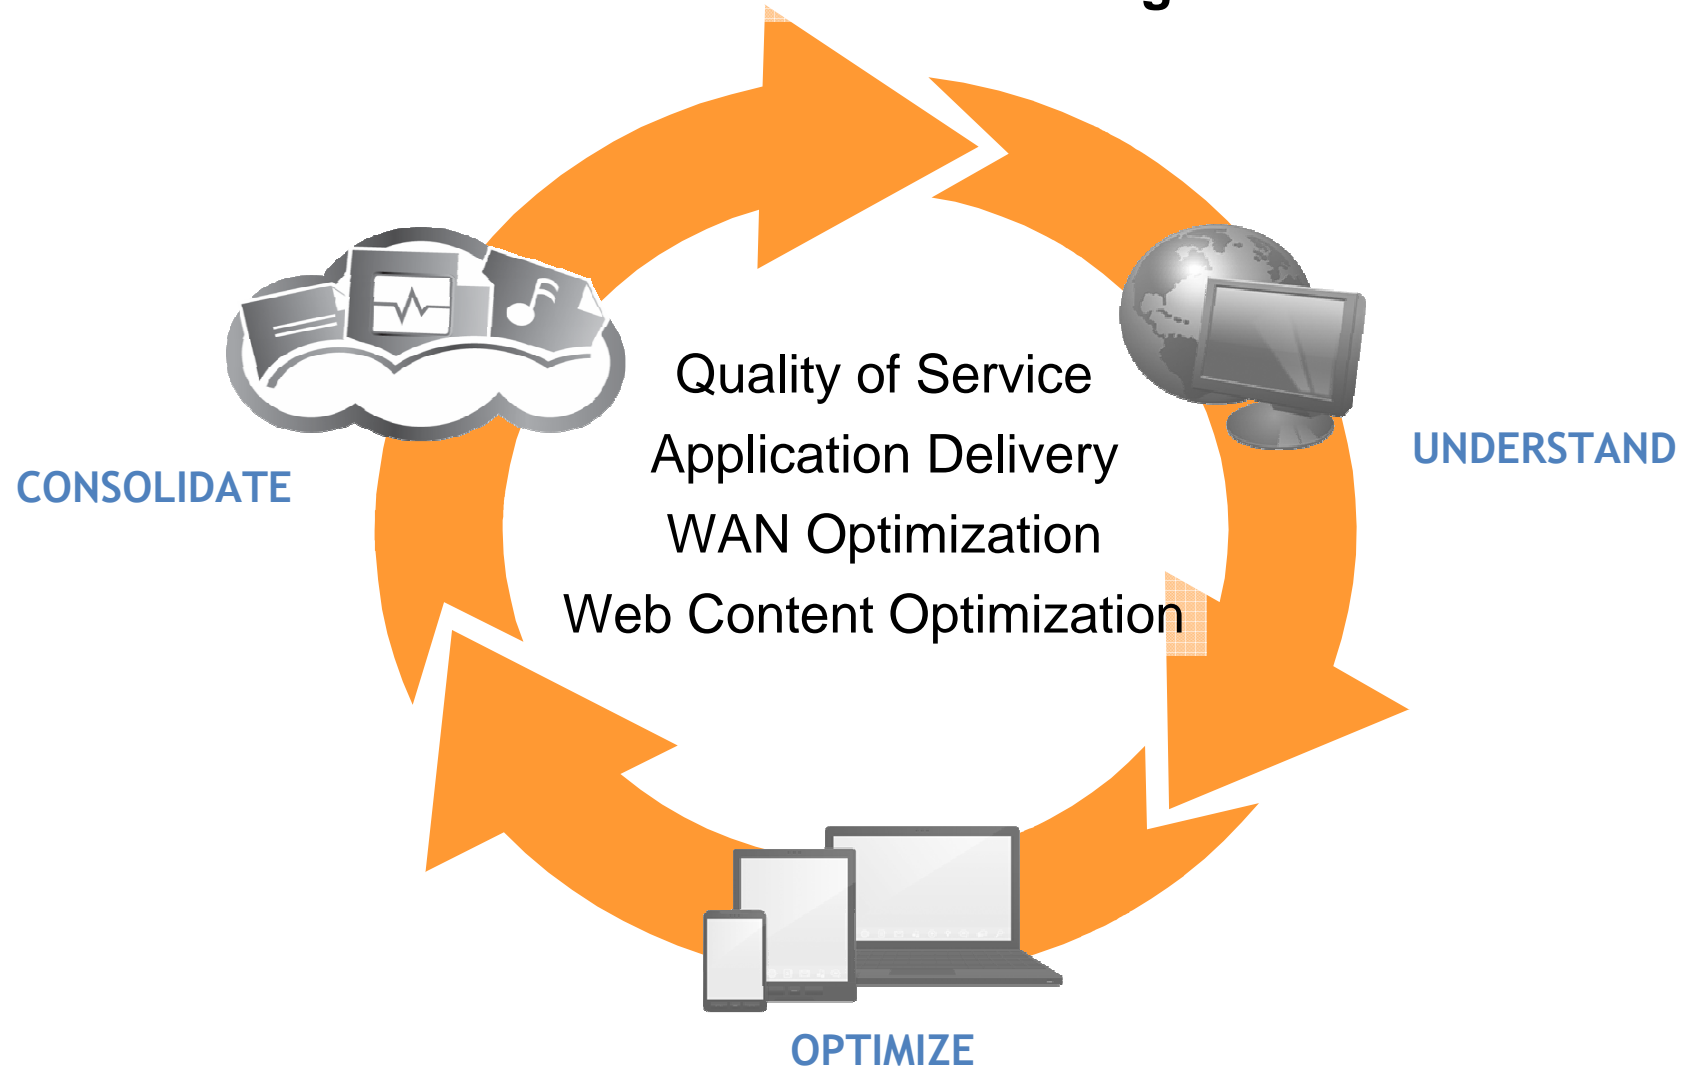 Quality of Service
Application Delivery
WAN Optimization
Web Content Optimization
UNDERSTAND
CONSOLIDATE
OPTIMIZE